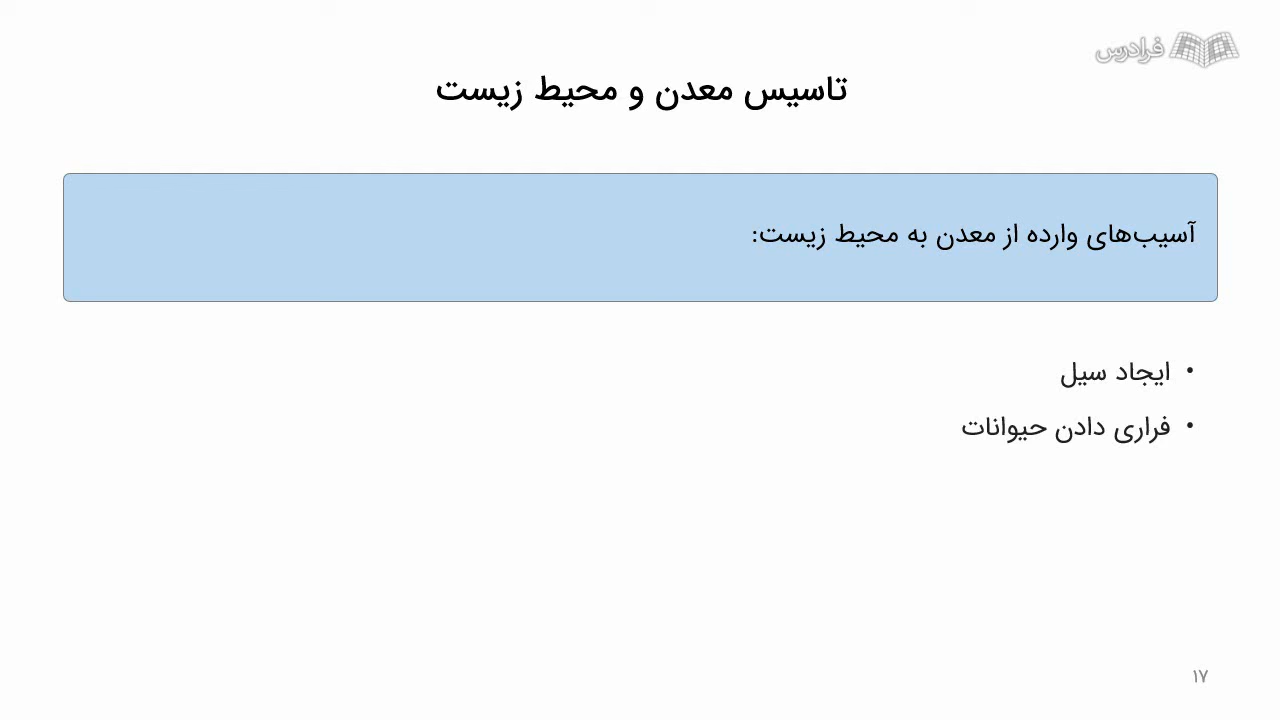 فرادرس
تاسیس معدن و محیط زیست
آسیب‌های وارده از معدن به محیط زیست:
• ایجاد سیل
• فراری دادن حیوانات
۱۷